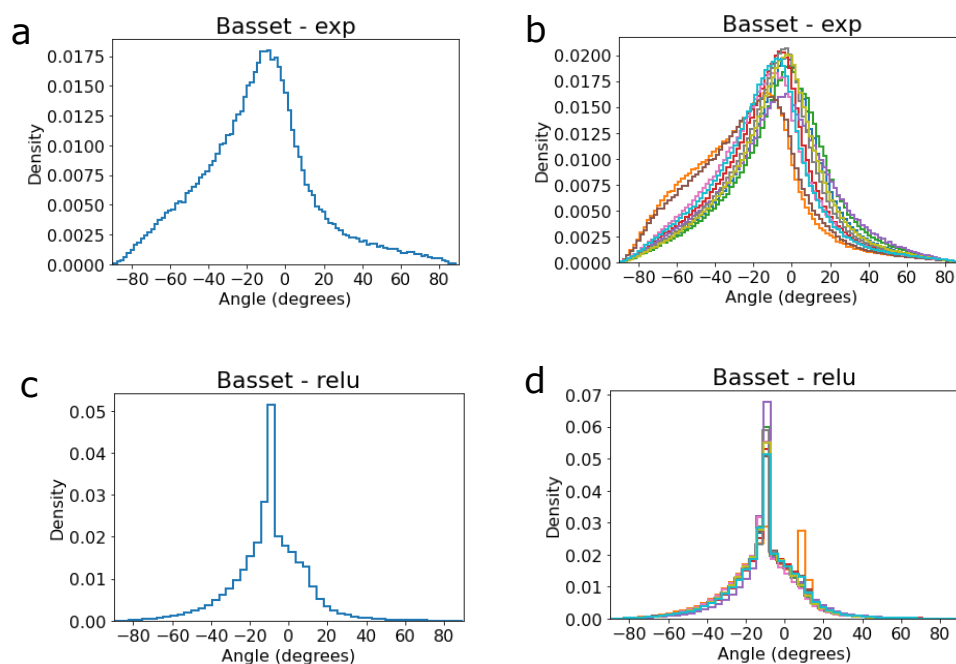 a
Basset - exp
Density
0.0175
0.0150
0.0125
0.0100
0.0075
0.0050
0.0025
0.0000
−80 −60 −40 −20 0 20 40 60 80
Angle (degrees)
b
Basset - exp
Density
0.0200
0.0175
0.0150
0.0125
0.0100
0.0075
0.0050
0.0025
0.0000
−80 −60 −40 −20 0 20 40 60 80
Angle (degrees)
c
Basset - relu
Density
0.05
0.04
0.03
0.02
0.01
0.00
−80 −60 −40 −20 0 20 40 60 80
Angle (degrees)
d
Basset - relu
Density
0.07
0.06
0.05
0.04
0.03
0.02
0.01
0.00
−80 −60 −40 −20 0 20 40 60 80
Angle (degrees)